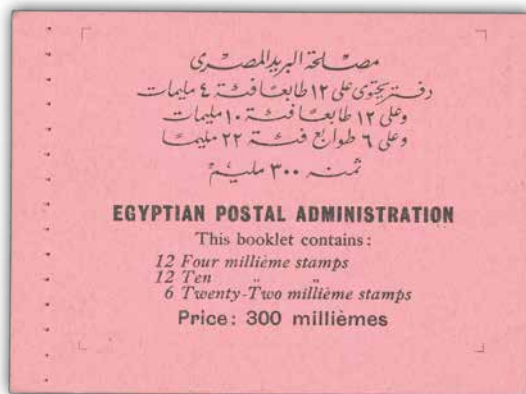 مصلحة البريد المصرى
دفتر يحتوى على ١٢ طابعًا فئة ٤ مليمات
وعلى ١٢ طابعًا فئة ١٠ مليمات
وعلى ٦ طوابع فئة ٢٢ مليمًا
ثمنه ٣٠٠ مليم
EGYPTIAN POSTAL ADMINISTRATION
This booklet contains:
12 Four millième stamps
12 Ten „ „
6 Twenty-Two millième stamps
Price: 300 millièmes